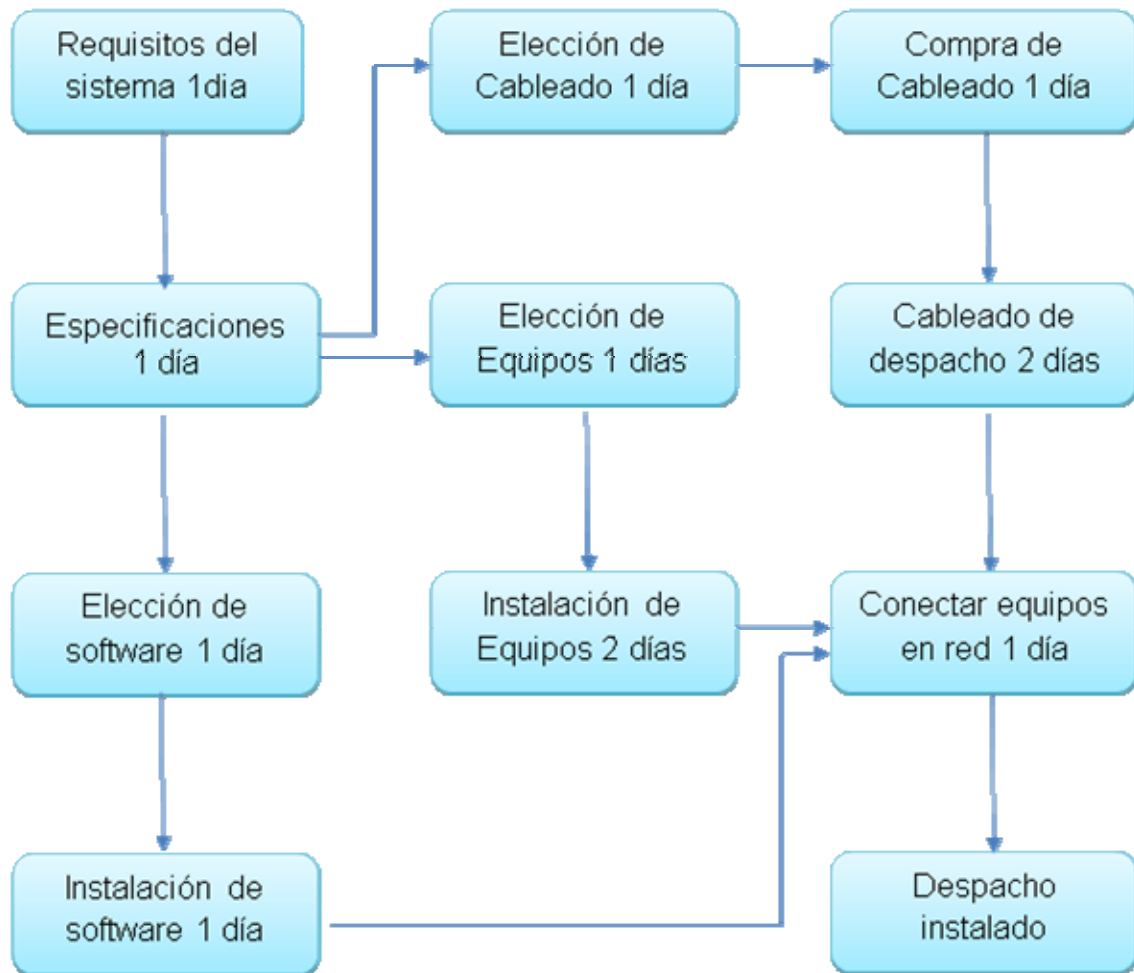 Requisitos del
sistema 1dia
Elección de
Cableado 1 día
Compra de
Cableado 1 día
Especificaciones
1 día
Elección de
Equipos 1 días
Cableado de
despacho 2 días
Elección de
software 1 día
Instalación de
Equipos 2 días
Conectar equipos
en red 1 día
Instalación de
software 1 día
Despacho
instalado